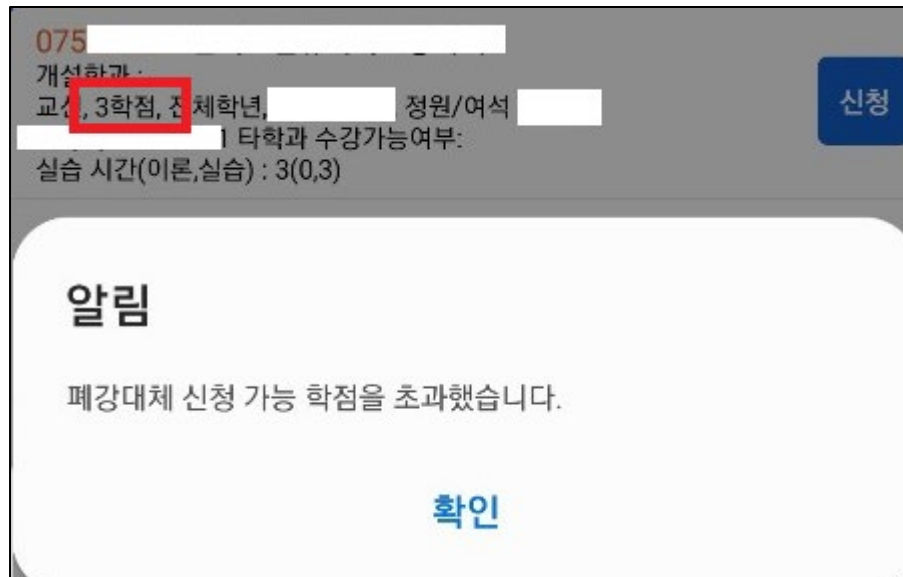 075
개설학과 :
교선, 3학점, 전체학년, 정원/여석
1 타학과 수강가능여부:
실습 시간(이론,실습) : 3(0,3)
신청
알림
폐강대체 신청 가능 학점을 초과했습니다.
확인